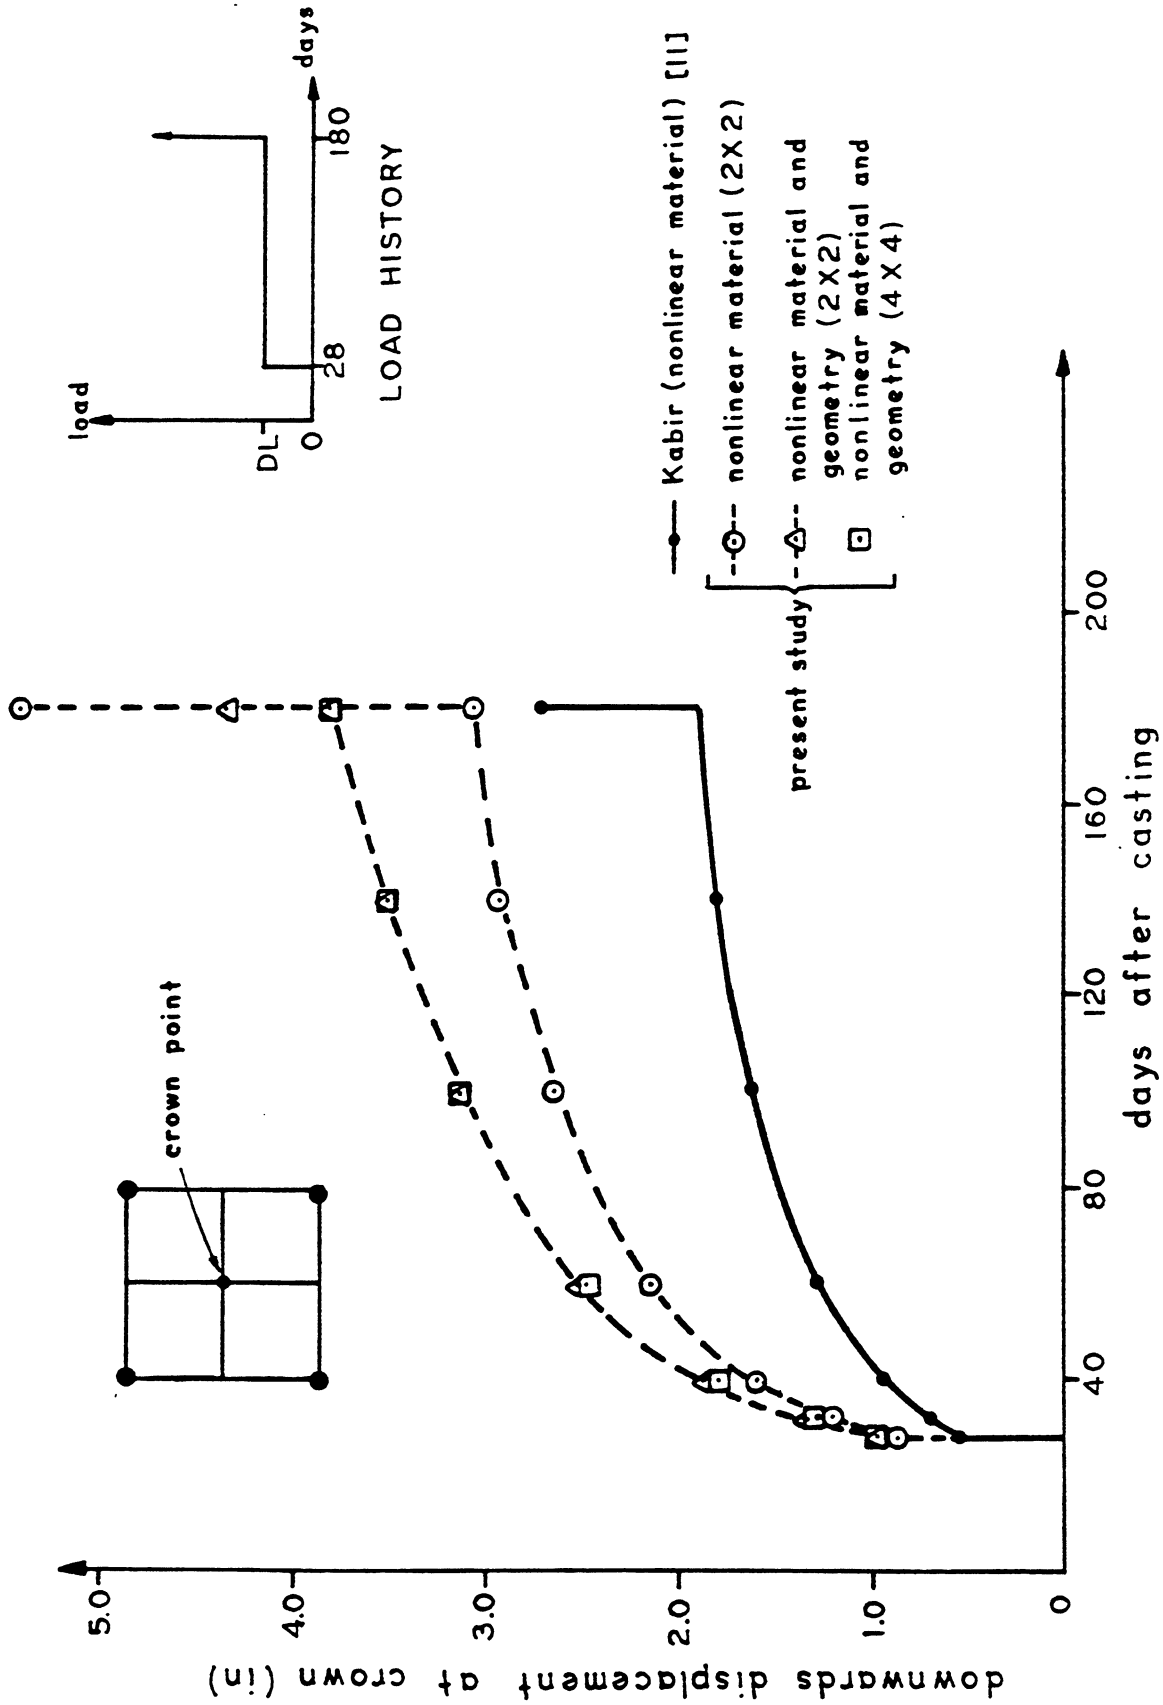 load
DL
0
28
180
days
LOAD HISTORY
crown point
Kabir (nonlinear material) [11]
present study
nonlinear material (2X2)
nonlinear material and
geometry (2X2)
nonlinear material and
geometry (4X4)
downwards displacement at crown (in)
5.0
4.0
3.0
2.0
1.0
0
40
80
120
160
200
days after casting